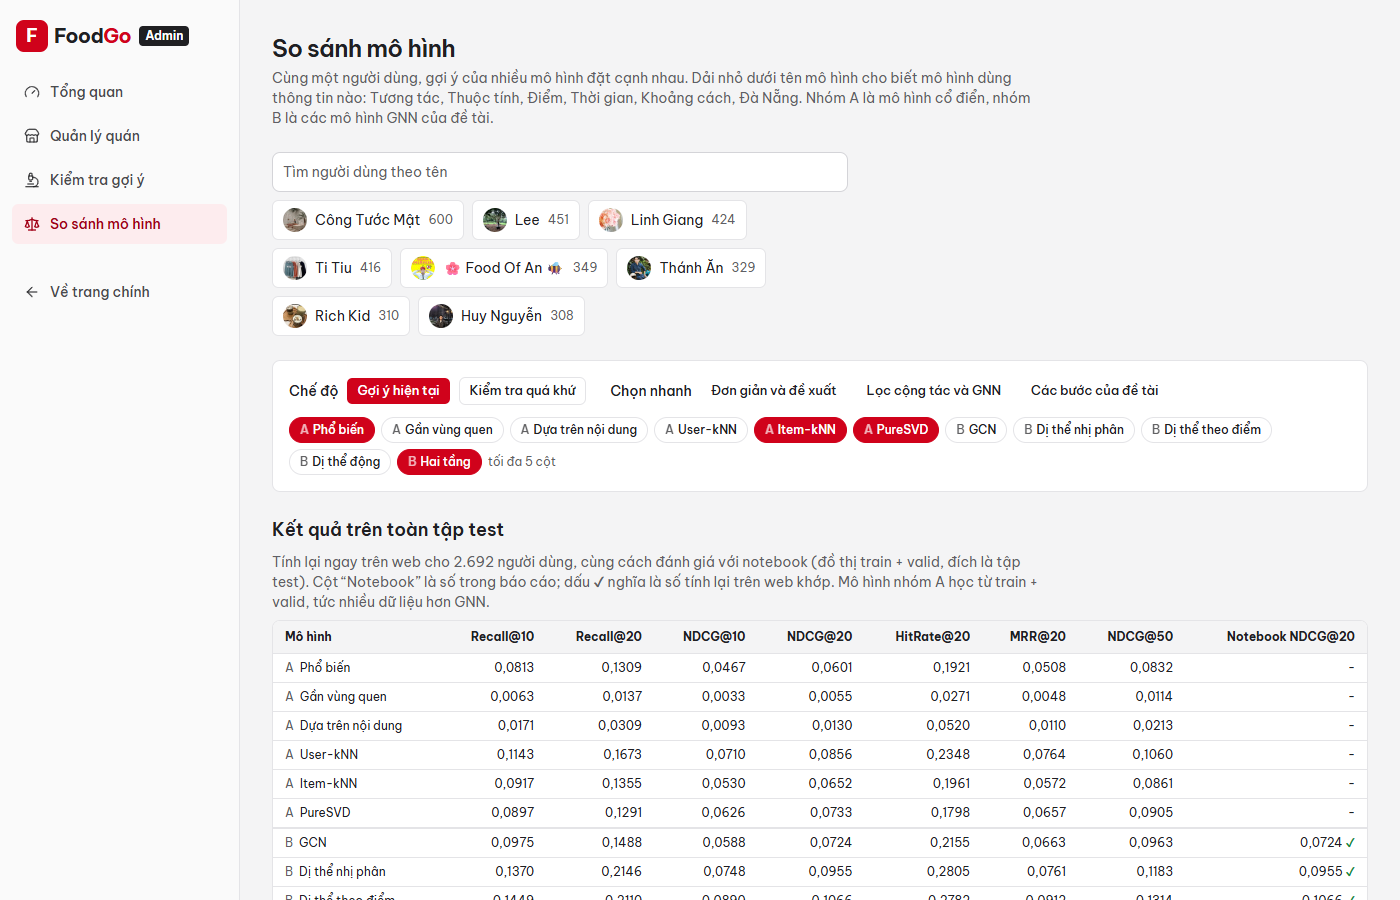 F FoodGo Admin
Tổng quan
Quản lý quán
Kiểm tra gợi ý
So sánh mô hình
Về trang chính
So sánh mô hình
Cùng một người dùng, gợi ý của nhiều mô hình đặt cạnh nhau. Dải nhỏ dưới tên mô hình cho biết mô hình dùng
thông tin nào: Tương tác, Thuộc tính, Điểm, Thời gian, Khoảng cách, Đà Nẵng. Nhóm A là mô hình cổ điển, nhóm
B là các mô hình GNN của đề tài.
Tìm người dùng theo tên
Công Tước Mật 600 Lee 451 Linh Giang 424
Ti Tiu 416 🌸 Food Of An 🐝 349 Thánh Ăn 329
Rich Kid 310 Huy Nguyễn 308
Chế độ Gợi ý hiện tại Kiểm tra quá khứ Chọn nhanh Đơn giản và đề xuất Lọc cộng tác và GNN Các bước của đề tài
A Phổ biến A Gần vùng quen A Dựa trên nội dung A User-kNN A Item-kNN A PureSVD B GCN B Dị thể nhị phân B Dị thể theo điểm
B Dị thể động B Hai tầng tối đa 5 cột
Kết quả trên toàn tập test
Tính lại ngay trên web cho 2.692 người dùng, cùng cách đánh giá với notebook (đồ thị train + valid, đích là tập
test). Cột “Notebook” là số trong báo cáo; dấu ✓ nghĩa là số tính lại trên web khớp. Mô hình nhóm A học từ train +
valid, tức nhiều dữ liệu hơn GNN.
Mô hình Recall@10 Recall@20 NDCG@10 NDCG@20 HitRate@20 MRR@20 NDCG@50 Notebook NDCG@20
A Phổ biến 0,0813 0,1309 0,0467 0,0601 0,1921 0,0508 0,0832 -
A Gần vùng quen 0,0063 0,0137 0,0033 0,0055 0,0271 0,0048 0,0114 -
A Dựa trên nội dung 0,0171 0,0309 0,0093 0,0130 0,0520 0,0110 0,0213 -
A User-kNN 0,1143 0,1673 0,0710 0,0856 0,2348 0,0764 0,1060 -
A Item-kNN 0,0917 0,1355 0,0530 0,0652 0,1961 0,0572 0,0861 -
A PureSVD 0,0897 0,1291 0,0626 0,0733 0,1798 0,0657 0,0905 -
B GCN 0,0975 0,1488 0,0588 0,0724 0,2155 0,0663 0,0963 0,0724 ✓
B Dị thể nhị phân 0,1370 0,2146 0,0748 0,0955 0,2805 0,0761 0,1183 0,0955 ✓
B Dị thể theo điểm